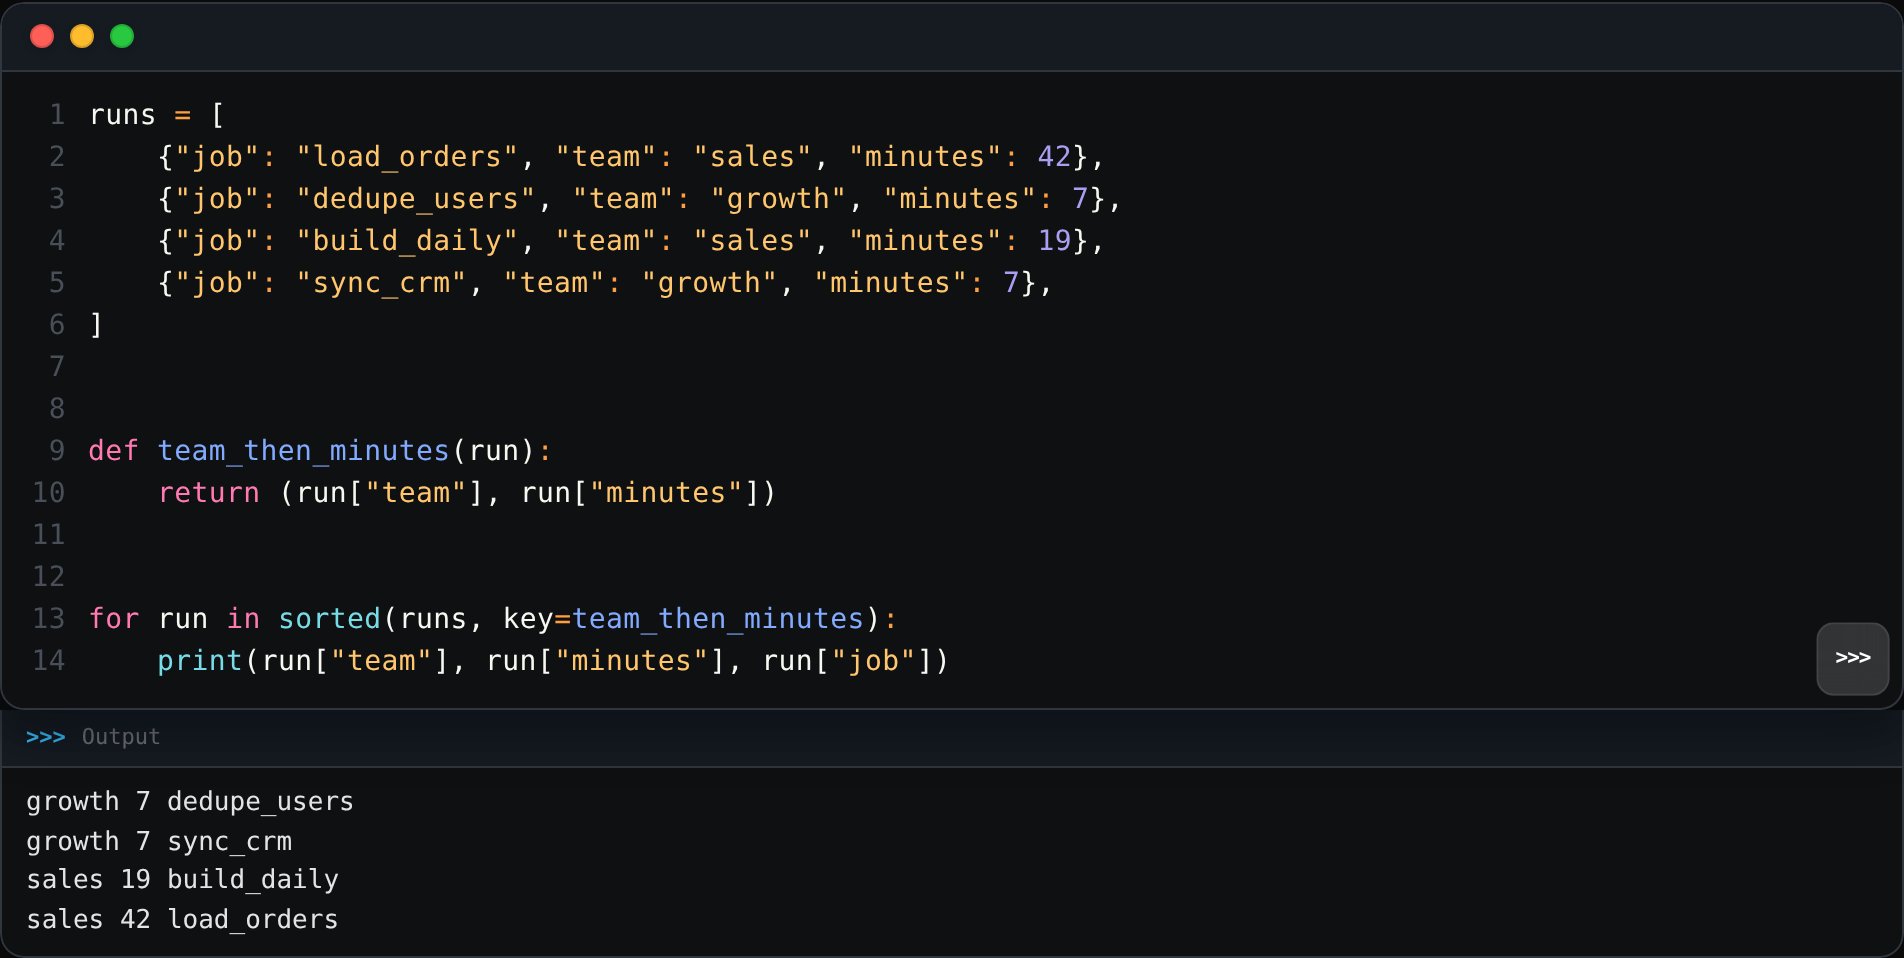 1 runs = [
2     {"job": "load_orders", "team": "sales", "minutes": 42},
3     {"job": "dedupe_users", "team": "growth", "minutes": 7},
4     {"job": "build_daily", "team": "sales", "minutes": 19},
5     {"job": "sync_crm", "team": "growth", "minutes": 7},
6 ]
7
8
9 def team_then_minutes(run):
10     return (run["team"], run["minutes"])
11
12
13 for run in sorted(runs, key=team_then_minutes):
14     print(run["team"], run["minutes"], run["job"])
>>>
>>> Output
growth 7 dedupe_users
growth 7 sync_crm
sales 19 build_daily
sales 42 load_orders